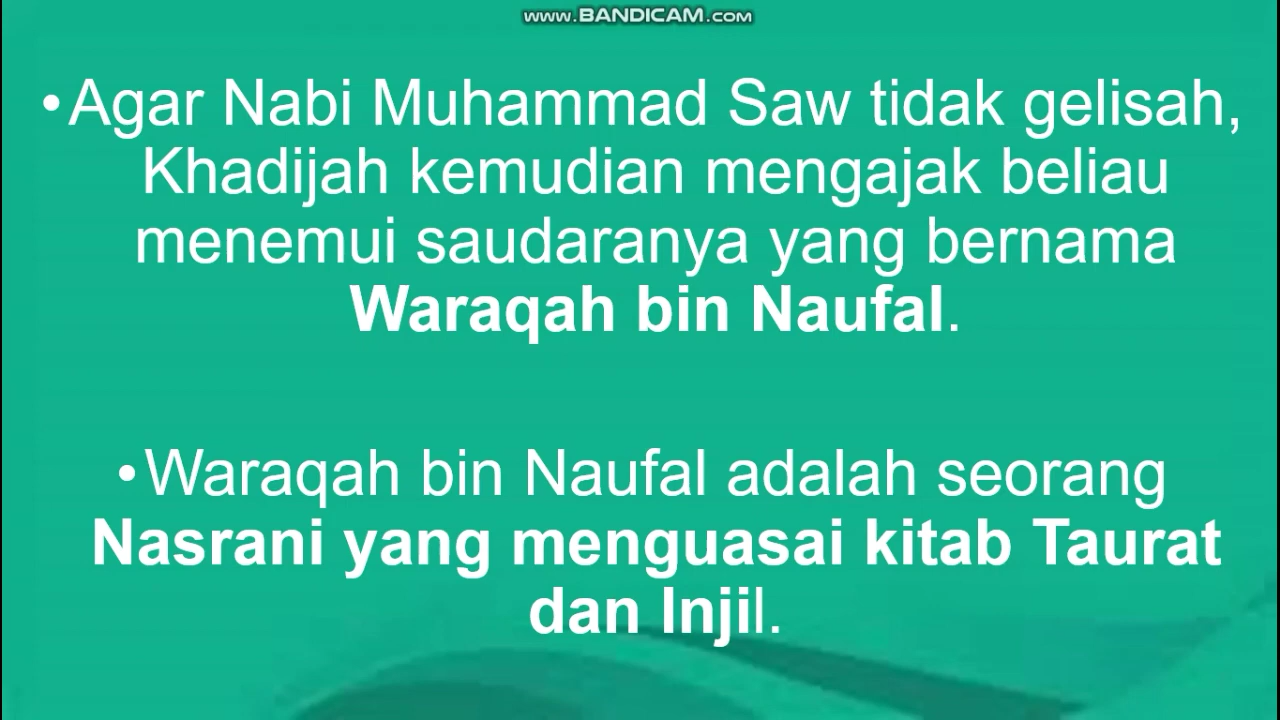 www.BANDICAM.com
•Agar Nabi Muhammad Saw tidak gelisah,
Khadijah kemudian mengajak beliau
menemui saudaranya yang bernama
Waraqah bin Naufal.
•Waraqah bin Naufal adalah seorang
Nasrani yang menguasai kitab Taurat
dan Injil.